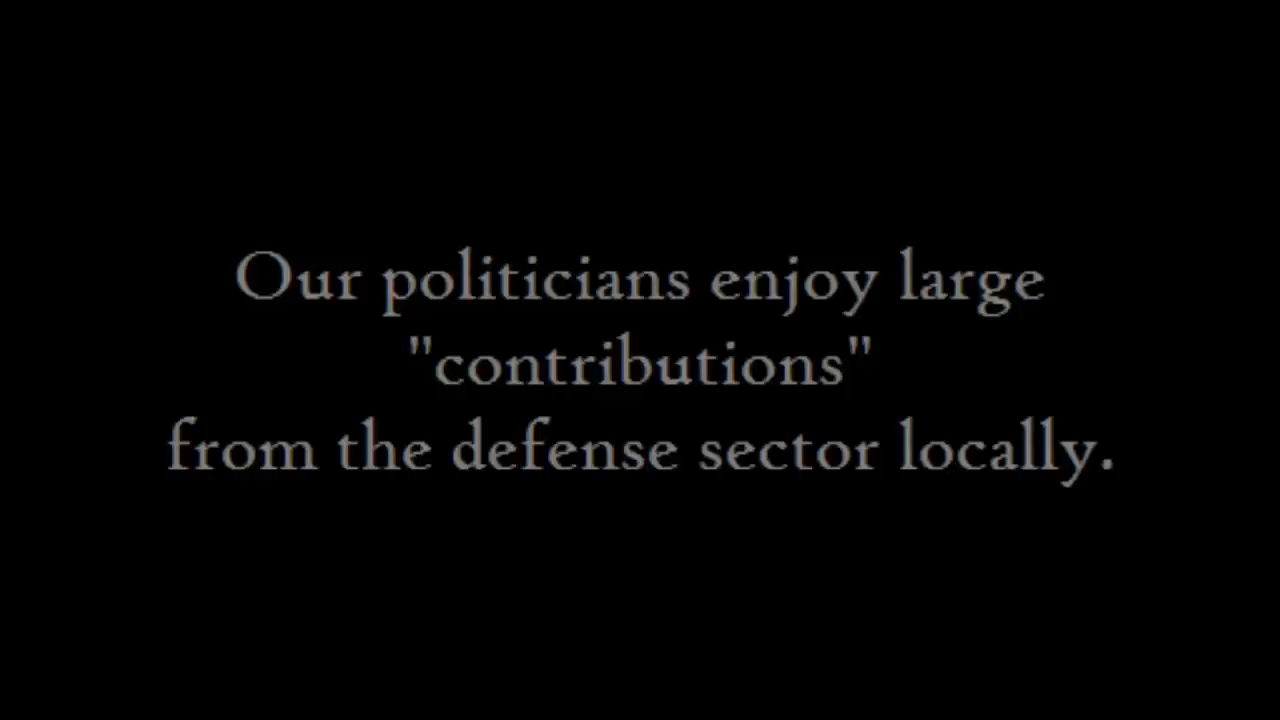 Our politicians enjoy large
"contributions"
from the defense sector locally.